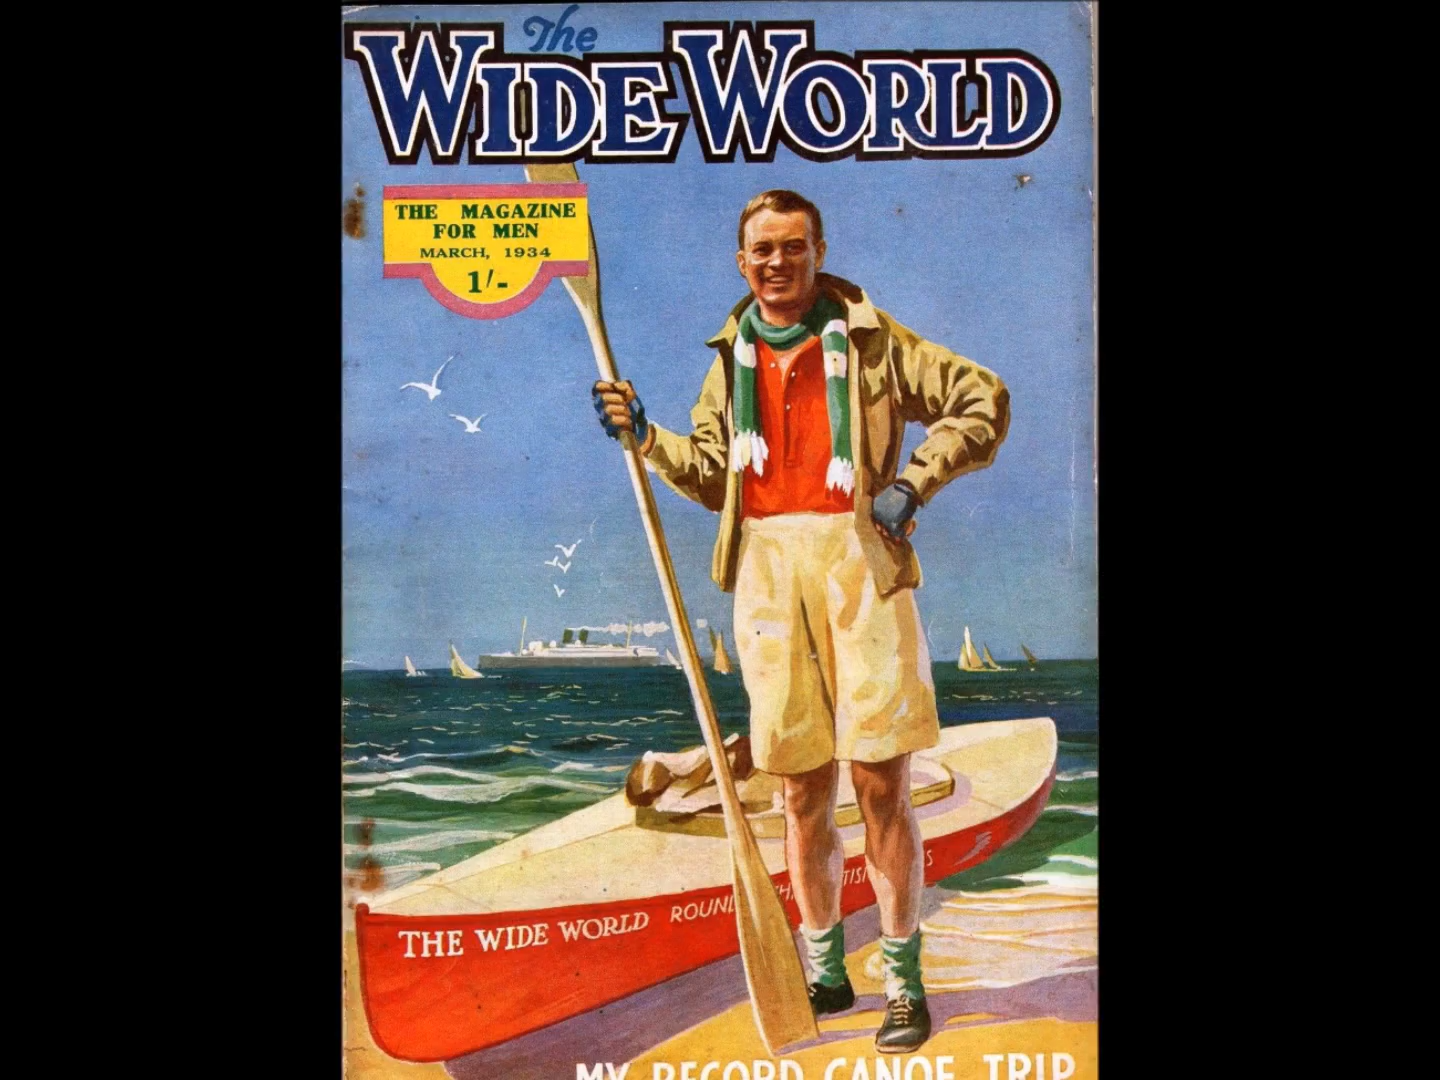 The
WIDE WORLD
THE MAGAZINE
FOR MEN
MARCH, 1934
1/-
THE WIDE WORLD ROUND
MY RECORD CANOE TRIP